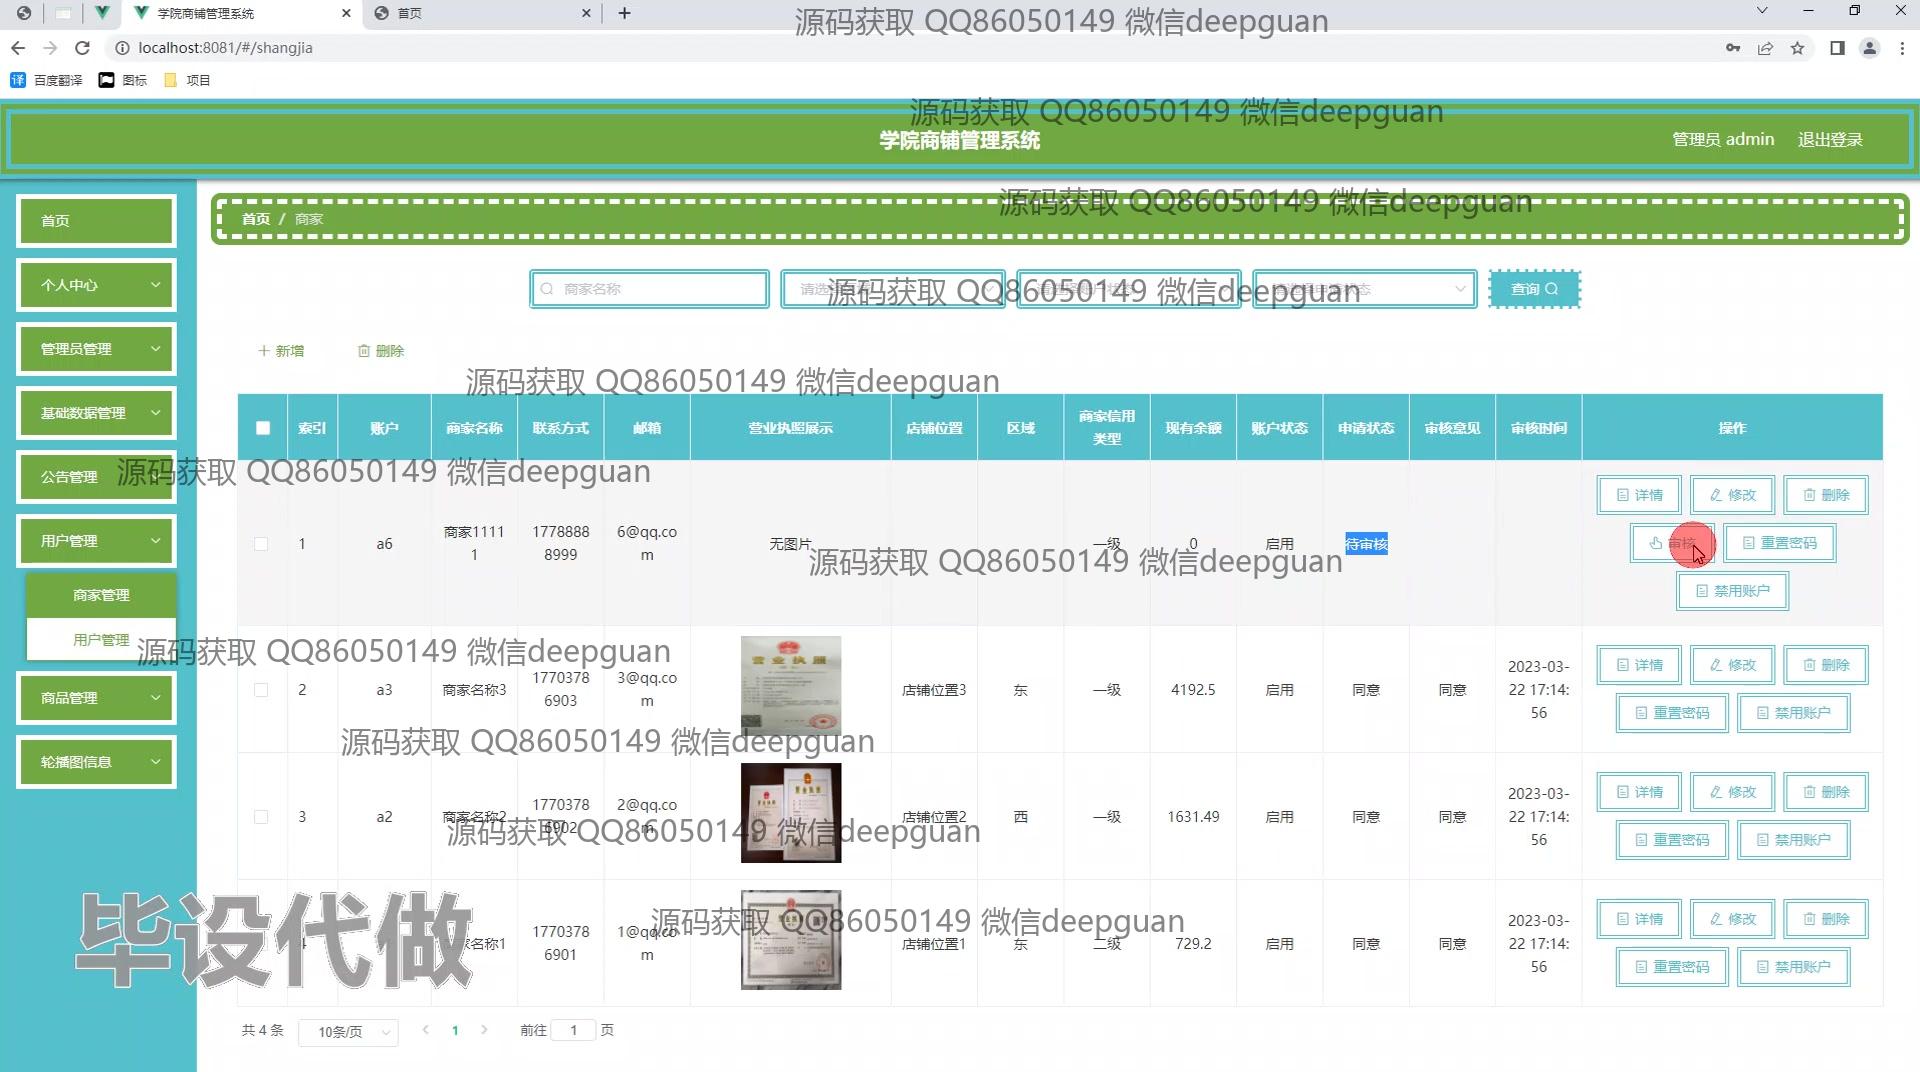 学院商铺管理系统
首页
源码获取 QQ86050149 微信deepguan
localhost:8081/#/shangjia
百度翻译 图标 项目
源码获取 QQ86050149 微信deepguan
学院商铺管理系统
管理员 admin 退出登录
源码获取 QQ86050149 微信deepguan
首页 / 商家
商家名称
源码获取 QQ86050149 微信deepguan
查询
新增 删除
源码获取 QQ86050149 微信deepguan
首页
个人中心
管理员管理
基础数据管理
公告管理
用户管理
商家管理
用户管理
商品管理
轮播图信息
索引 账户 商家名称 联系方式 邮箱 营业执照展示 店铺位置 区域 商家信用类型 现有余额 账户状态 申请状态 审核意见 审核时间 操作
源码获取 QQ86050149 微信deepguan
1 a6 商家11111 17788888999 6@qq.com 无图片 一级 0 启用 待审核
详情 修改 删除
审核 重置密码
禁用账户
源码获取 QQ86050149 微信deepguan
源码获取 QQ86050149 微信deepguan
2 a3 商家名称3 17703786903 3@qq.com 店铺位置3 东 一级 4192.5 启用 同意 同意 2023-03-22 17:14:56
营业执照
详情 修改 删除
重置密码 禁用账户
源码获取 QQ86050149 微信deepguan
3 a2 商家名称2 17703786902 2@qq.com 店铺位置2 西 一级 1631.49 启用 同意 同意 2023-03-22 17:14:56
详情 修改 删除
重置密码 禁用账户
源码获取 QQ86050149 微信deepguan
商家名称1 17703786901 1@qq.com 店铺位置1 东 二级 729.2 启用 同意 同意 2023-03-22 17:14:56
详情 修改 删除
重置密码 禁用账户
源码获取 QQ86050149 微信deepguan
毕设代做
共 4 条 10条/页 1 前往 1 页